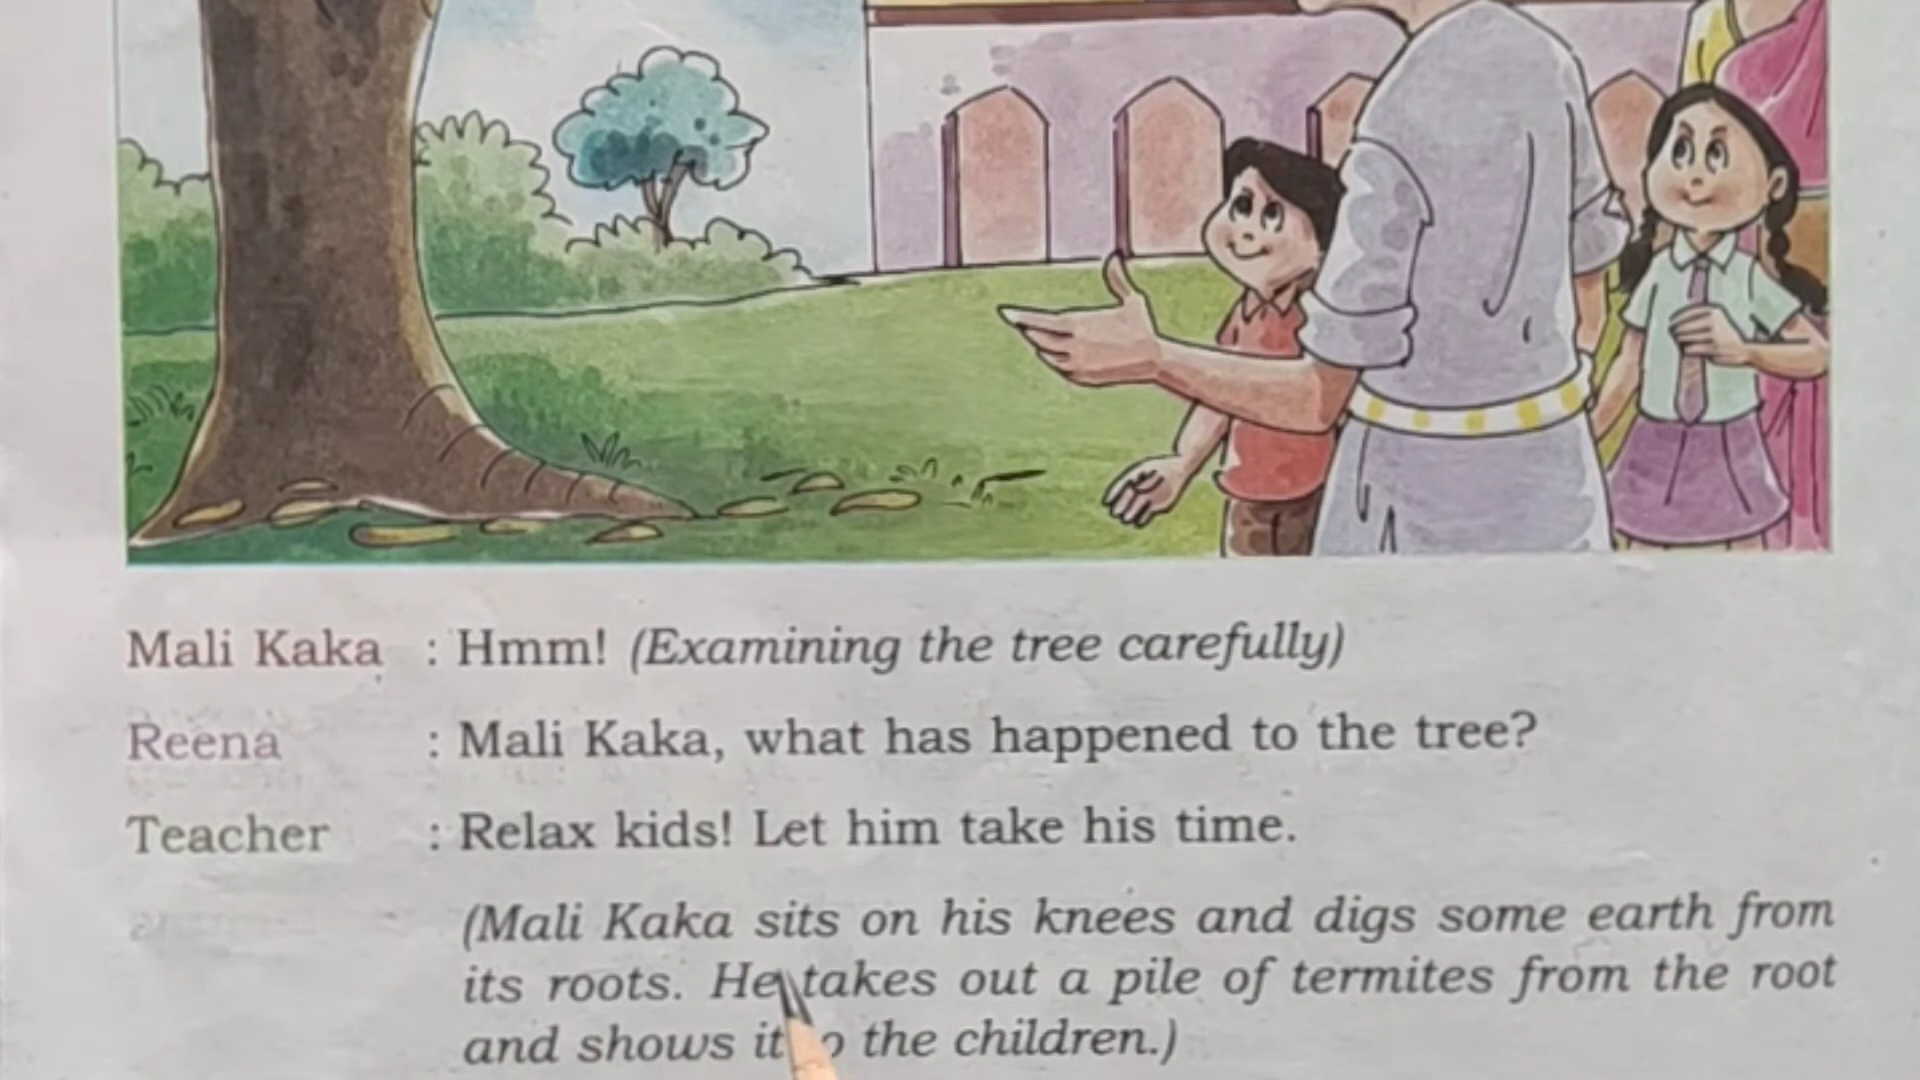 Mali Kaka : Hmm! (Examining the tree carefully)
Reena : Mali Kaka, what has happened to the tree?
Teacher : Relax kids! Let him take his time.
(Mali Kaka sits on his knees and digs some earth from
its roots. He takes out a pile of termites from the root
and shows it the children.)